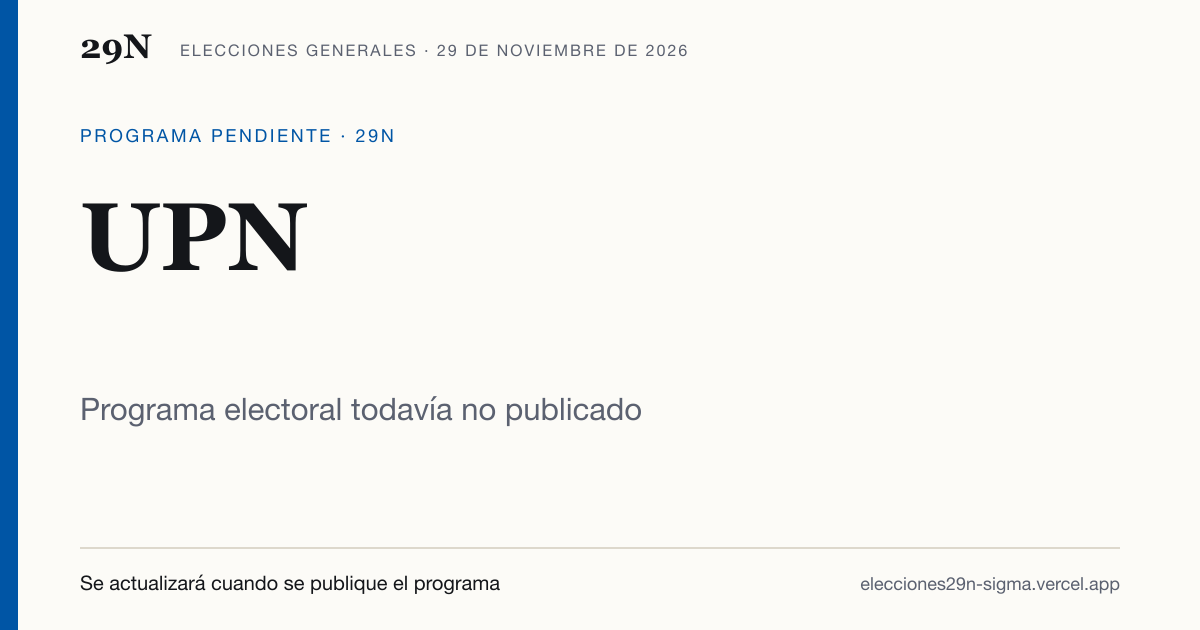 29N ELECCIONES GENERALES · 29 DE NOVIEMBRE DE 2026
PROGRAMA PENDIENTE · 29N
UPN
Programa electoral todavía no publicado
Se actualizará cuando se publique el programa
elecciones29n-sigma.vercel.app